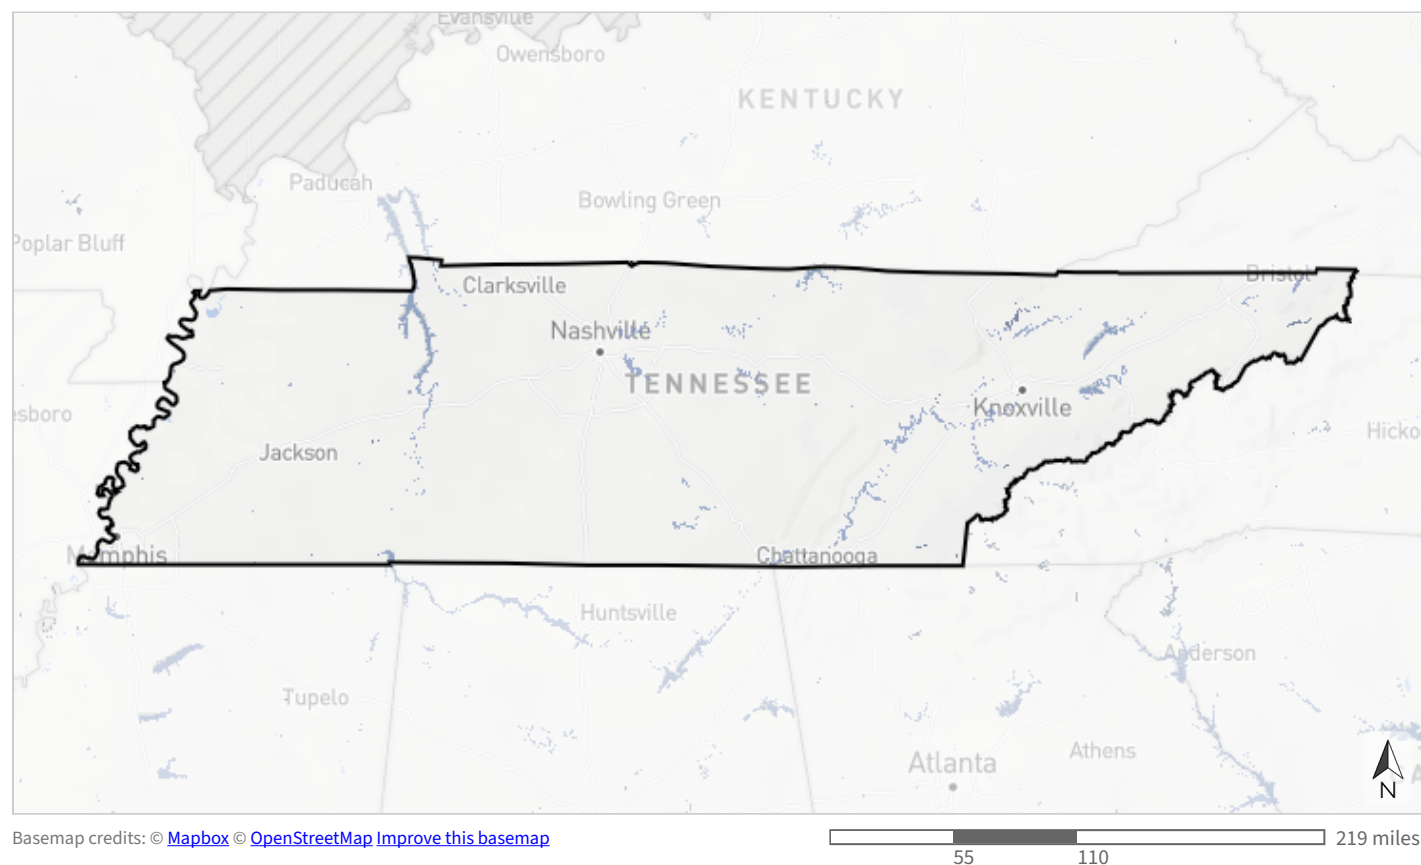 Evansville
Owensboro
KENTUCKY
Paducah
Bowling Green
Poplar Bluff
Clarksville
Bristol
Nashville
TENNESSEE
Knoxville
esboro
Hicko
Jackson
Memphis
Chattanooga
Huntsville
Anderson
Tupelo
Athens
Atlanta
N
Basemap credits: © Mapbox © OpenStreetMap Improve this basemap
219 miles
55 110